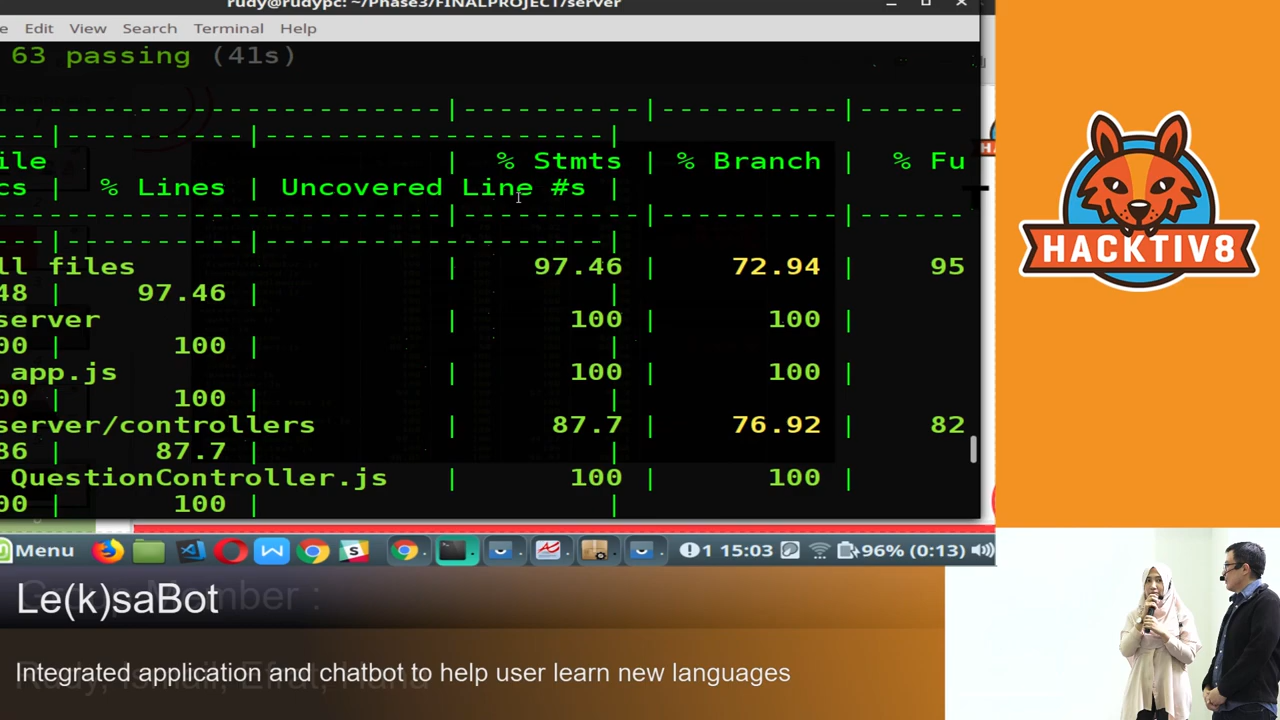 rudy@rudypc: ~/Phase3/FINALPROJECT/server
Edit View Search Terminal Help
63 passing (41s)
ile | % Stmts | % Branch | % Fu
cs | % Lines | Uncovered Line #s |
ll files | 97.46 | 72.94 | 95
48 | 97.46 | |
server | 100 | 100 |
00 | 100 | |
app.js | 100 | 100 |
00 | 100 | |
server/controllers | 87.7 | 76.92 | 82
86 | 87.7 | |
QuestionController.js | 100 | 100 |
00 | 100 | |
HACKTIV8
Menu
1 15:03 96% (0:13)
Le(k)saBot
Integrated application and chatbot to help user learn new languages